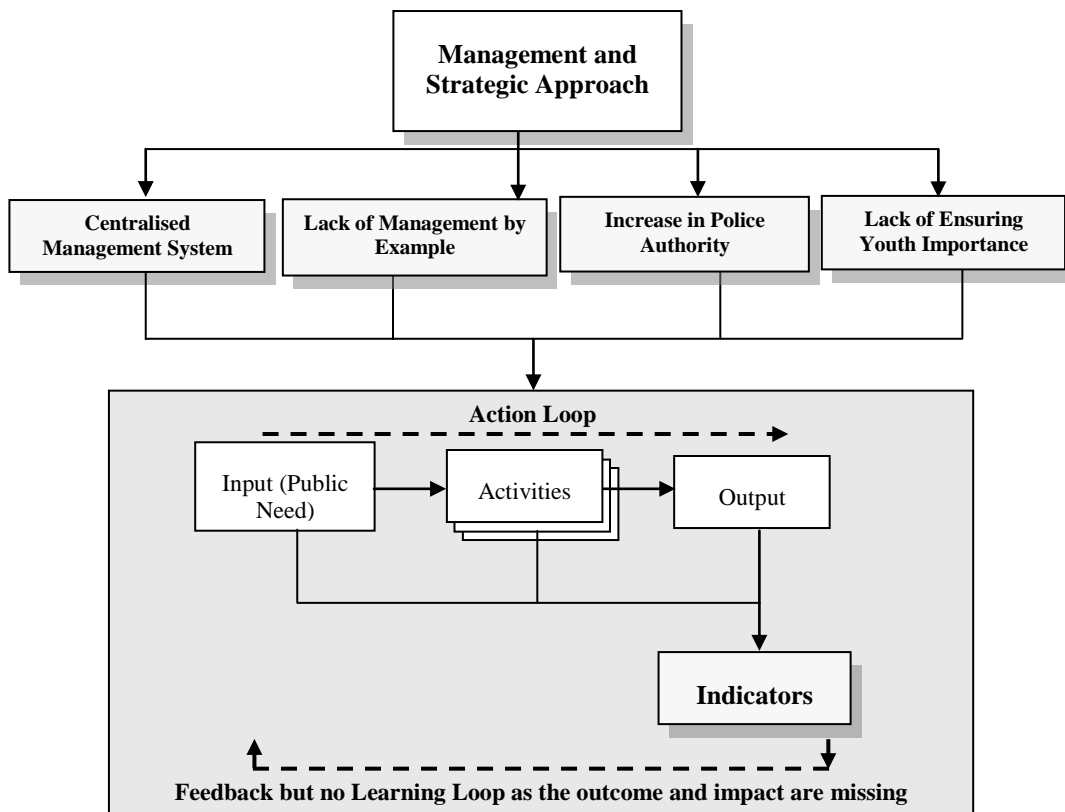 Management and
Strategic Approach
Centralised
Management System
Lack of Management by
Example
Increase in Police
Authority
Lack of Ensuring
Youth Importance
Action Loop
Input (Public
Need)
Activities
Output
Indicators
Feedback but no Learning Loop as the outcome and impact are missing